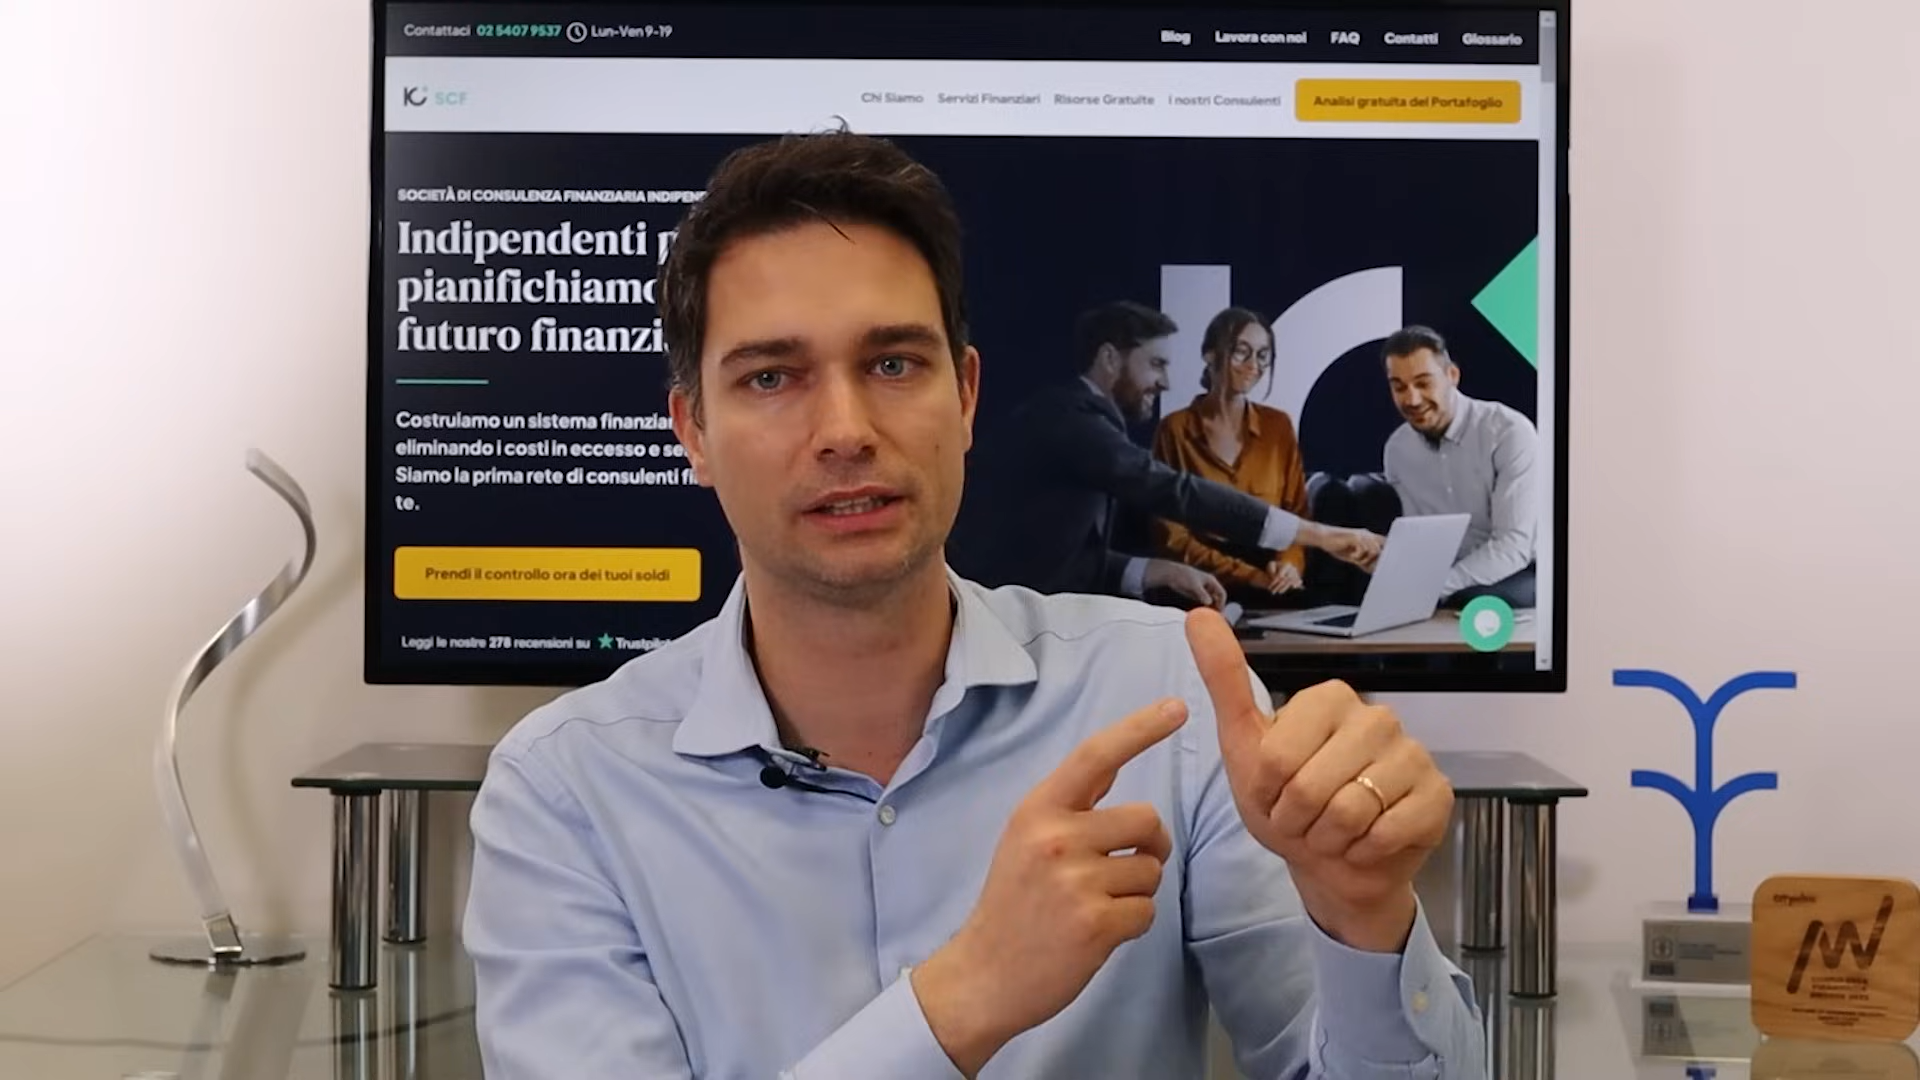 Contattaci 02 5407 9537 Lun-Ven 9-19
Blog Lavora con noi FAQ Contatti Glossario
SCF
Chi Siamo Servizi Finanziari Risorse Gratuite I nostri Consulenti Analisi gratuita del Portafoglio
SOCIETÀ DI CONSULENZA FINANZIARIA INDIPEN
Indipendenti
pianifichiamo
futuro finanzi
Costruiamo un sistema finanziar
eliminando i costi in eccesso e se
Siamo la prima rete di consulenti fi
te.
Prendi il controllo ora dei tuoi soldi
Leggi le nostre 278 recensioni su Trustpilo